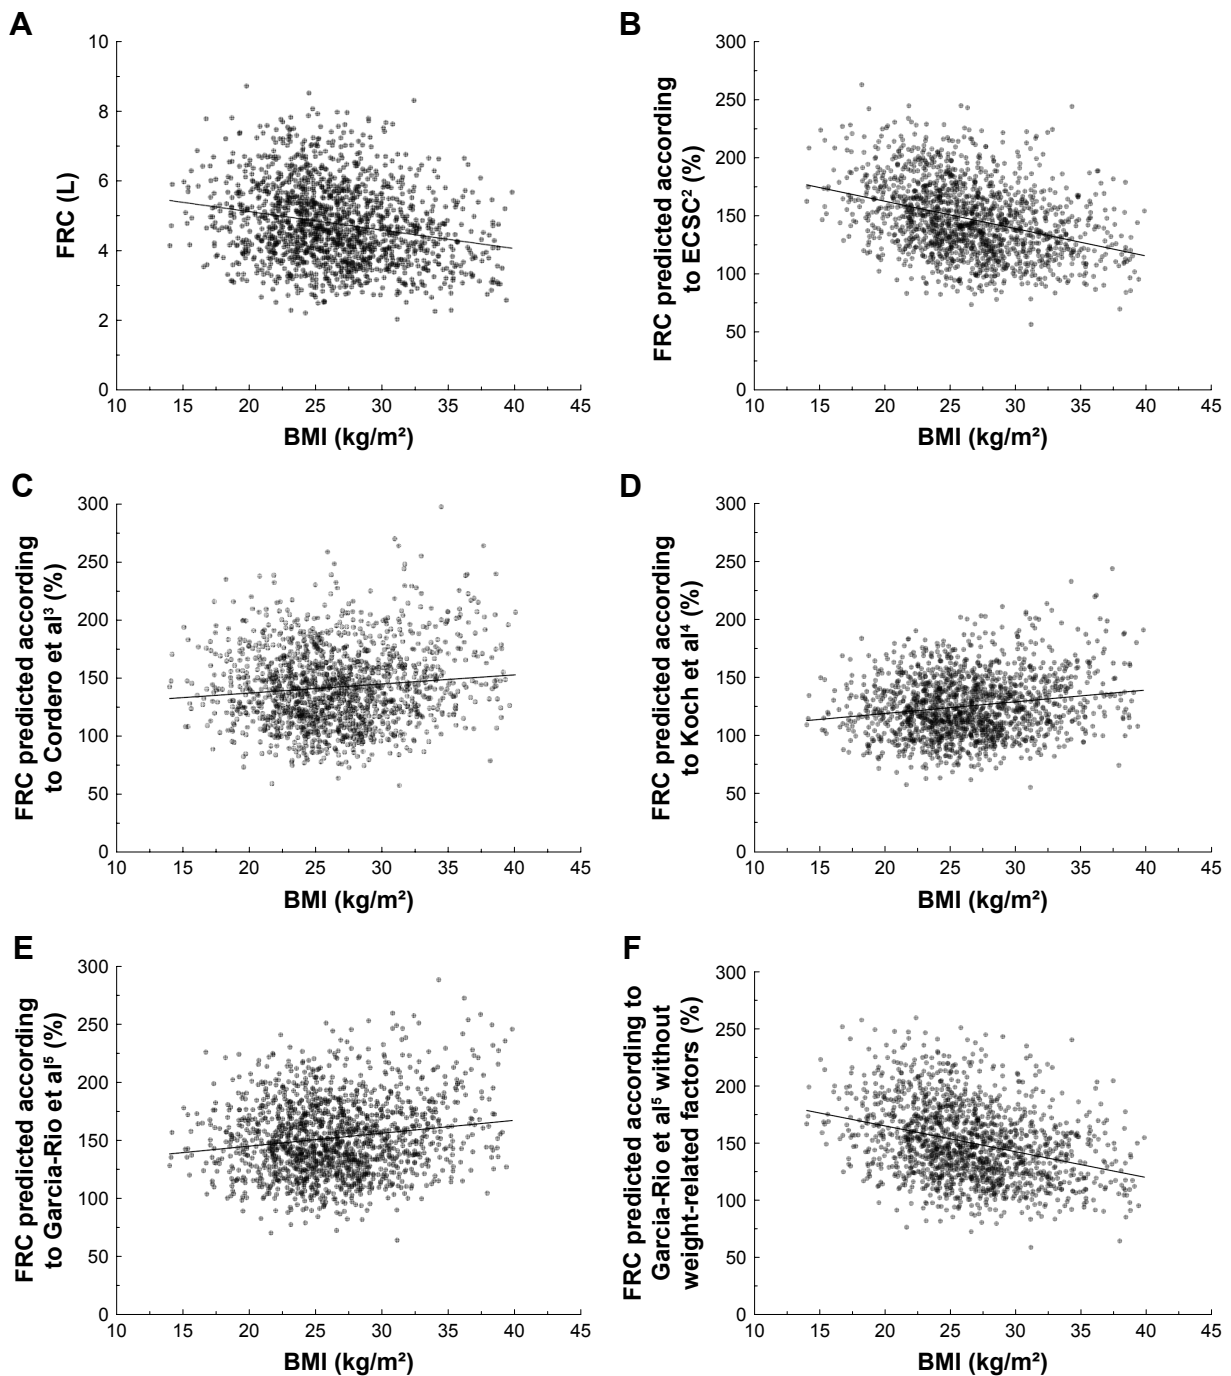 A
10
8
6
4
2
0
FRC (L)
10 15 20 25 30 35 40 45
BMI (kg/m²)
B
300
250
200
150
100
50
0
FRC predicted according
to ECSC² (%)
10 15 20 25 30 35 40 45
BMI (kg/m²)
C
300
250
200
150
100
50
0
FRC predicted according
to Cordero et al³ (%)
10 15 20 25 30 35 40 45
BMI (kg/m²)
D
300
250
200
150
100
50
0
FRC predicted according
to Koch et al⁴ (%)
10 15 20 25 30 35 40 45
BMI (kg/m²)
E
300
250
200
150
100
50
0
FRC predicted according
to Garcia-Rio et al⁵ (%)
10 15 20 25 30 35 40 45
BMI (kg/m²)
F
300
250
200
150
100
50
0
FRC predicted according to
Garcia-Rio et al⁵ without
weight-related factors (%)
10 15 20 25 30 35 40 45
BMI (kg/m²)